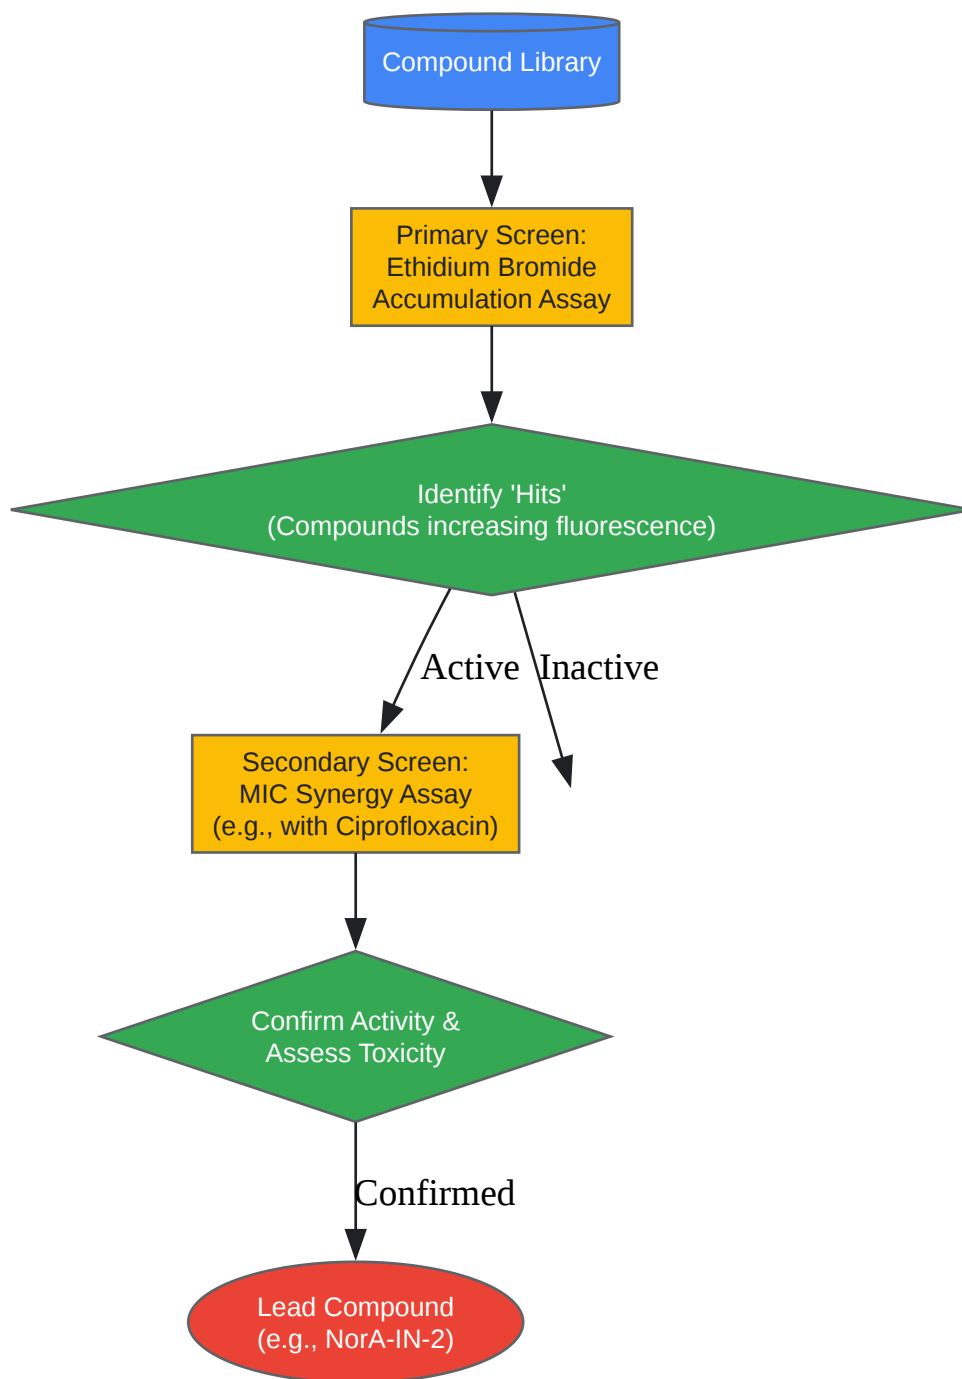 Compound Library
Primary Screen:
Ethidium Bromide
Accumulation Assay
Identify 'Hits'
(Compounds increasing fluorescence)
Active
Inactive
Secondary Screen:
MIC Synergy Assay
(e.g., with Ciprofloxacin)
Confirm Activity &
Assess Toxicity
Confirmed
Lead Compound
(e.g., NorA-IN-2)